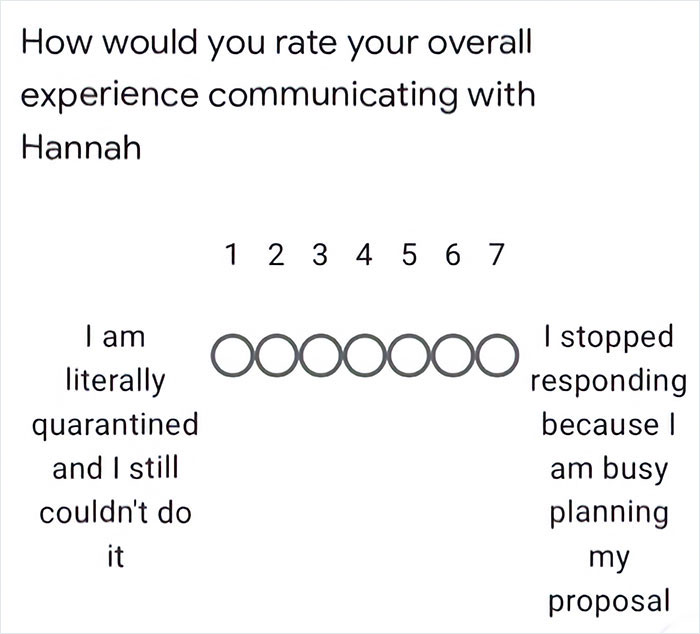 How would you rate your overall
experience communicating with
Hannah
1 2 3 4 5 6 7
I am
literally
quarantined
and I still
couldn't do
it
I stopped
responding
because I
am busy
planning
my
proposal